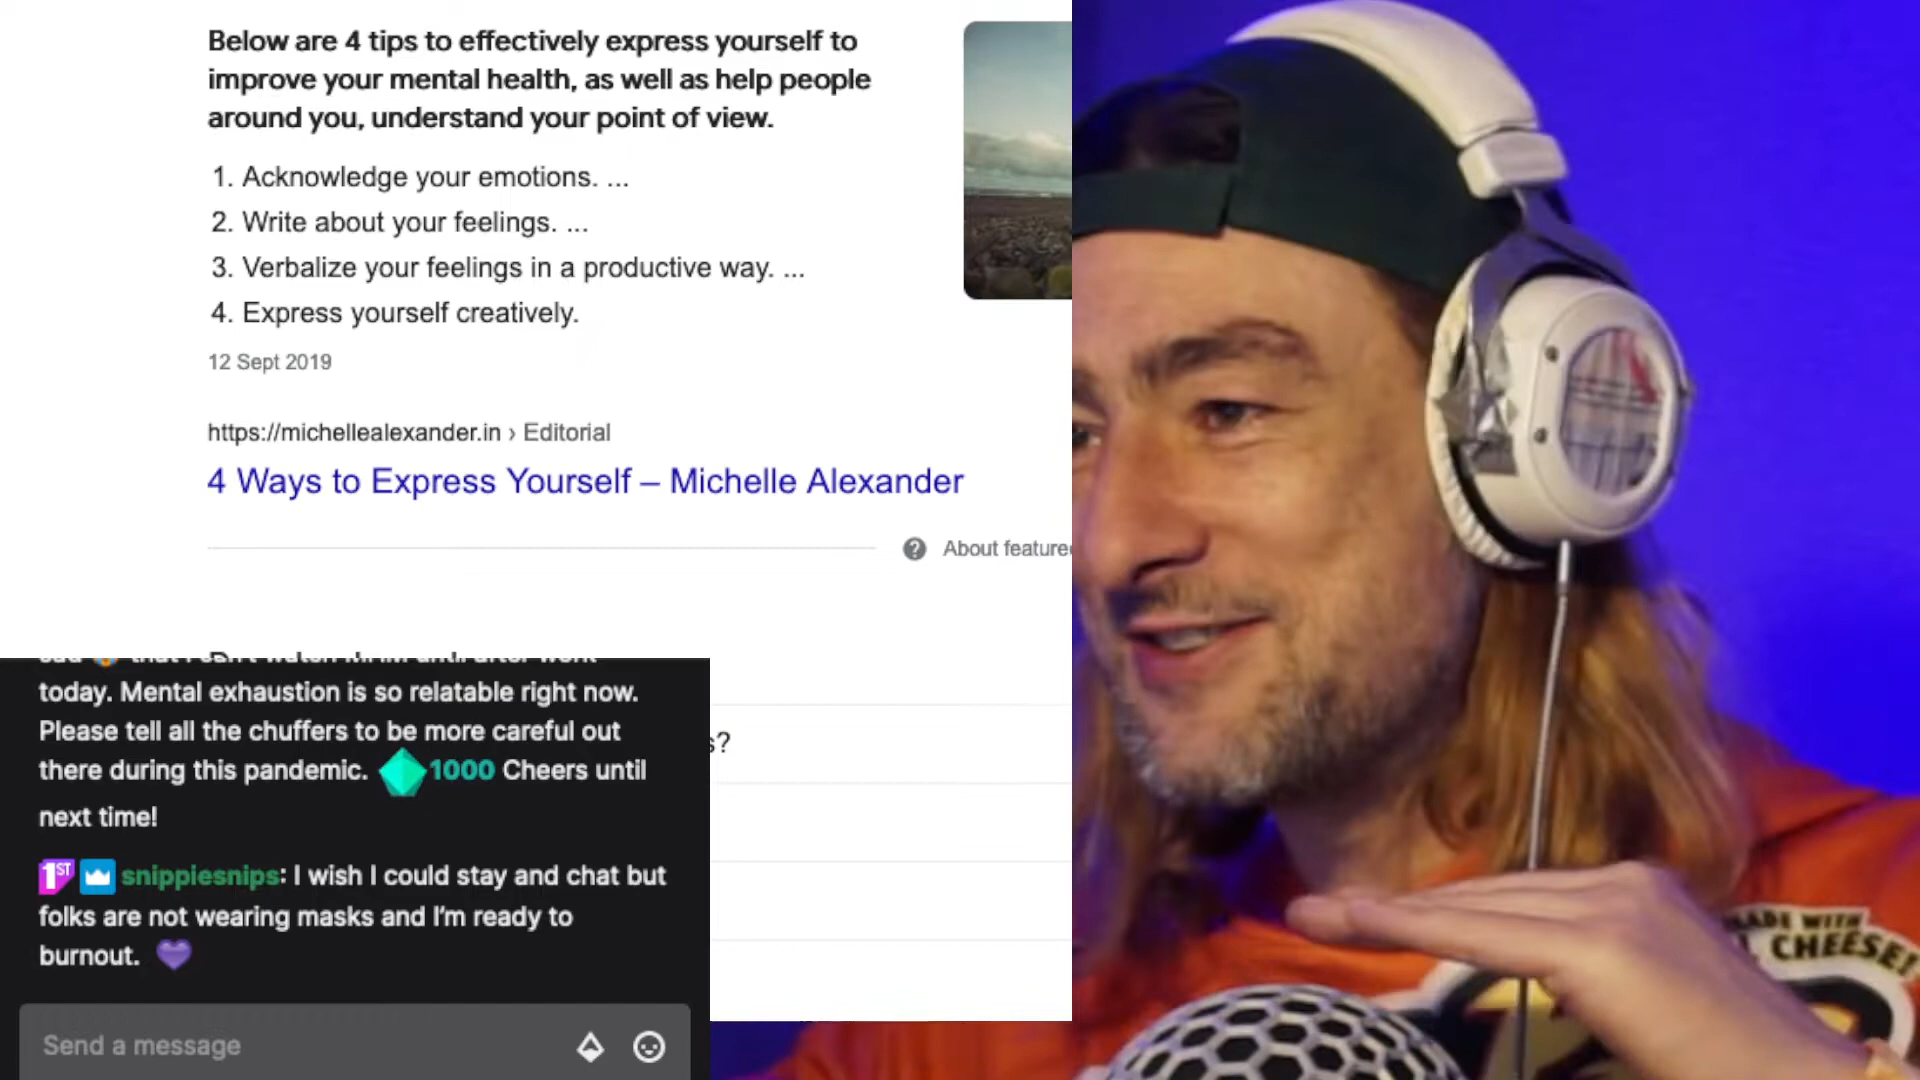 Below are 4 tips to effectively express yourself to
improve your mental health, as well as help people
around you, understand your point of view.
1. Acknowledge your emotions. ...
2. Write about your feelings. ...
3. Verbalize your feelings in a productive way. ...
4. Express yourself creatively.
12 Sept 2019
https://michellealexander.in › Editorial
4 Ways to Express Yourself – Michelle Alexander
About feature
s?
today. Mental exhaustion is so relatable right now.
Please tell all the chuffers to be more careful out
there during this pandemic. 1000 Cheers until
next time!
1ST snippiesnips: I wish I could stay and chat but
folks are not wearing masks and I'm ready to
burnout. 💜
Send a message
MADE WITH
CHEESE!